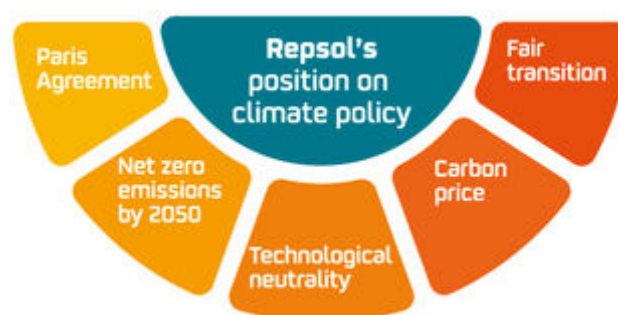 Repsol's
position on
climate policy
Paris
Agreement
Net zero
emissions
by 2050
Technological
neutrality
Carbon
price
Fair
transition